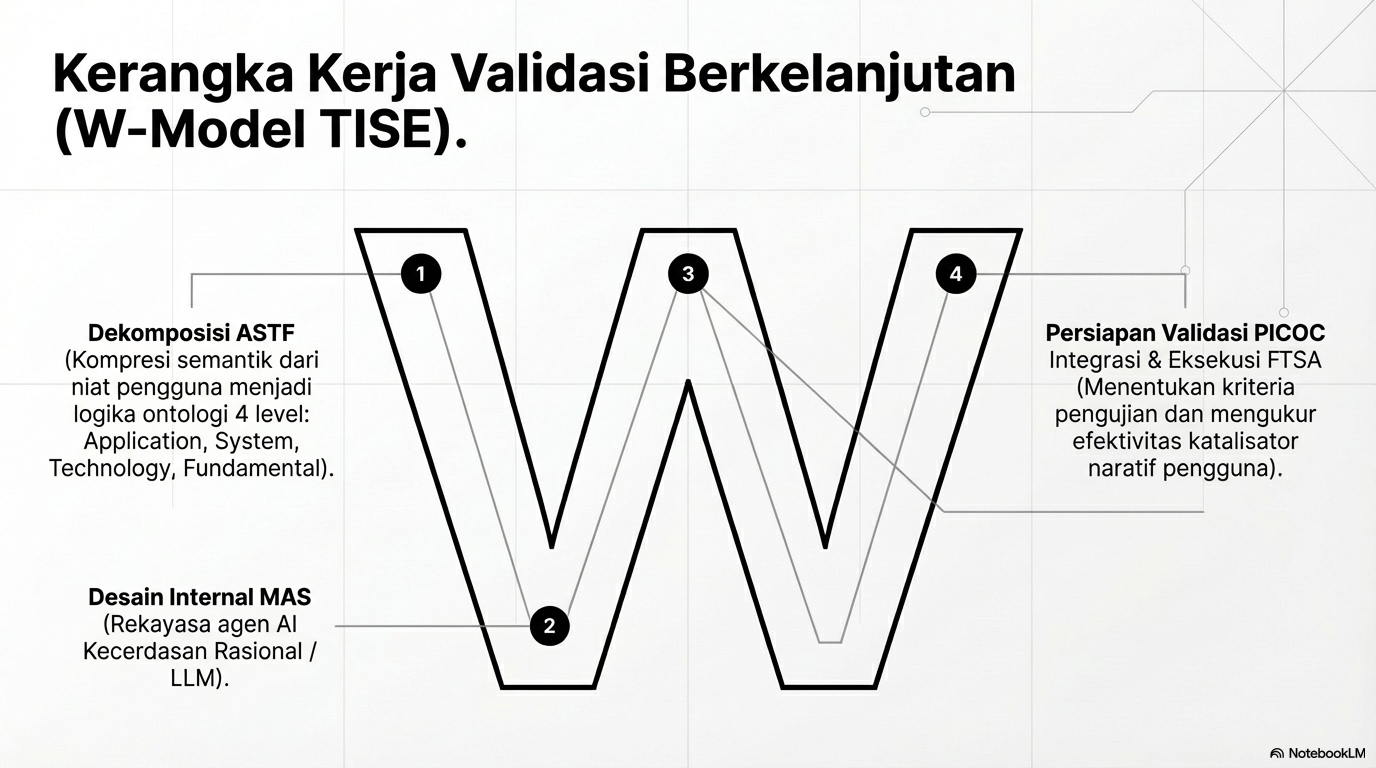 Kerangka Kerja Validasi Berkelanjutan
(W-Model TISE).
1
3
4
Dekomposisi ASTF
(Kompresi semantik dari
niat pengguna menjadi
logika ontologi 4 level:
Application, System,
Technology, Fundamental).
Persiapan Validasi PICOC
Integrasi & Eksekusi FTSA
(Menentukan kriteria
pengujian dan mengukur
efektivitas katalisator
naratif pengguna).
Desain Internal MAS
(Rekayasa agen AI
Kecerdasan Rasional /
LLM).
2
NotebookLM